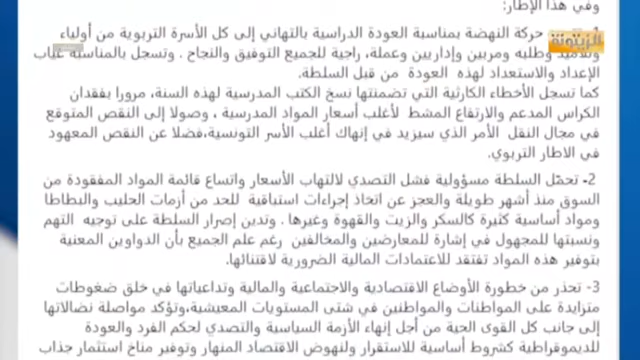 وفي هذا الإطار:
حركة النهضة بمناسبة العودة الدراسية بالتهاني إلى كل الأسرة التربوية من أولياء
الزيتونة
وتلاميذ وطلبة ومربين وإداريين وعملة، راجية للجميع التوفيق والنجاح . وتسجل بالمناسبة غياب
الإعداد والاستعداد لهذه العودة من قبل السلطة.
كما تسجل الأخطاء الكارثية التي تضمنتها نسخ الكتب المدرسية لهذه السنة، مرورا بفقدان
الكراس المدعم والارتفاع المشط لأغلب أسعار المواد المدرسية ، وصولا إلى النقص المتوقع
في مجال النقل الأمر الذي سيزيد في إنهاك أغلب الأسر التونسية،فضلا عن النقص المعهود
في الاطار التربوي.
2- تحمّل السلطة مسؤولية فشل التصدي لالتهاب الأسعار واتساع قائمة المواد المفقودة من
السوق منذ أشهر طويلة والعجز عن اتخاذ إجراءات استباقية للحد من أزمات الحليب والبطاطا
ومواد أساسية كثيرة كالسكر والزيت والقهوة وغيرها . وتدين إصرار السلطة على توجيه التهم
ونسبتها للمجهول في إشارة للمعارضين والمخالفين رغم علم الجميع بأن الدواوين المعنية
بتوفير هذه المواد تفتقد للاعتمادات المالية الضرورية لاقتنائها.
3- تحذر من خطورة الأوضاع الاقتصادية والاجتماعية والمالية وتداعياتها في خلق ضغوطات
متزايدة على المواطنات والمواطنين في شتى المستويات المعيشية،وتؤكد مواصلة نضالاتها
إلى جانب كل القوى الحية من أجل إنهاء الأزمة السياسية والتصدي لحكم الفرد والعودة
للديموقراطية كشروط أساسية للاستقرار ولنهوض الاقتصاد المنهار وتوفير مناخ استثمار جذاب